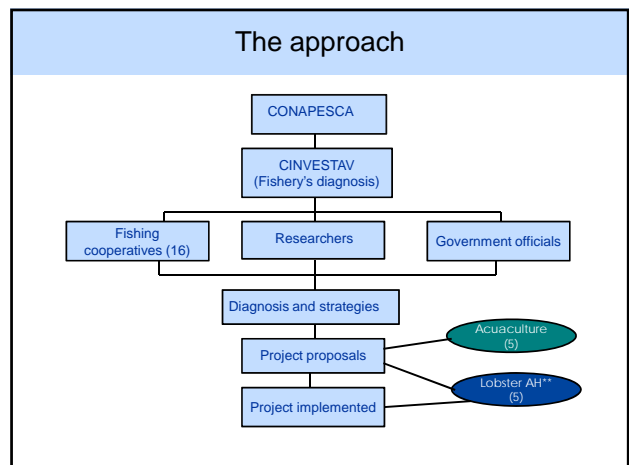 The approach
CONAPESCA
CINVESTAV
(Fishery's diagnosis)
Fishing
cooperatives (16)
Researchers
Government officials
Diagnosis and strategies
Acuaculture
(5)
Project proposals
Lobster AH**
(5)
Project implemented